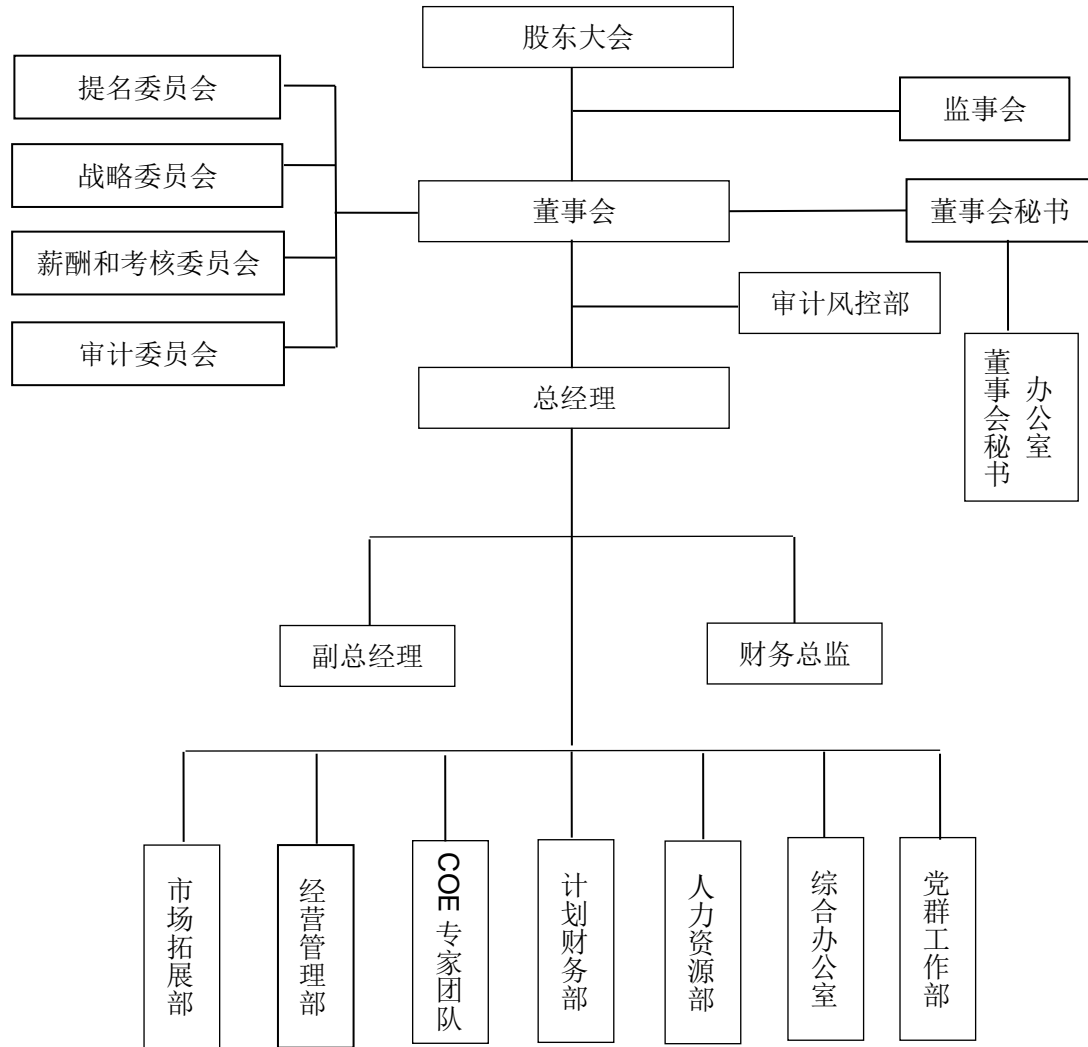 股东大会
提名委员会
监事会
战略委员会
董事会
董事会秘书
薪酬和考核委员会
审计风控部
审计委员会
总经理
董事会秘书
办公室
副总经理
财务总监
市场拓展部
经营管理部
COE 专家团队
计划财务部
人力资源部
综合办公室
党群工作部